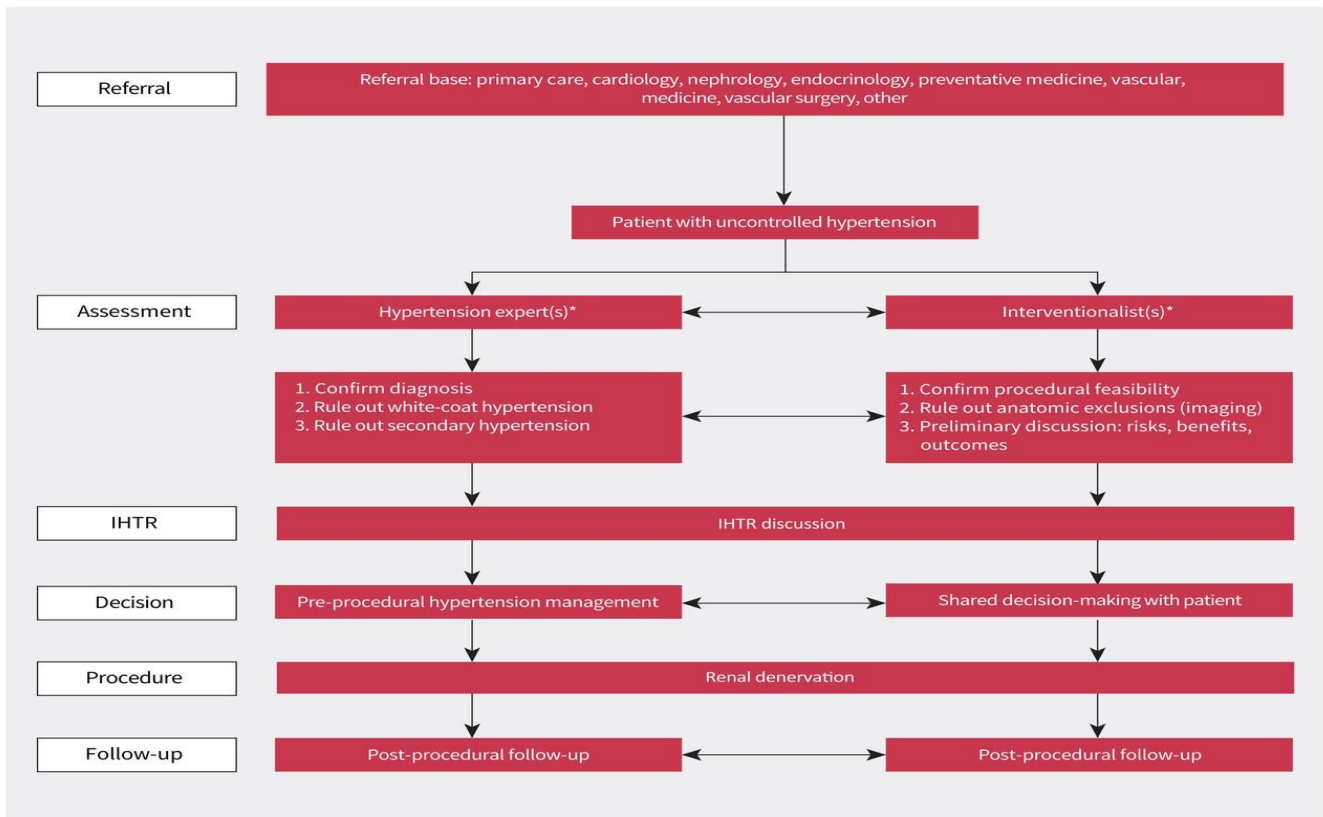 Referral
Referral base: primary care, cardiology, nephrology, endocrinology, preventative medicine, vascular,
medicine, vascular surgery, other
Patient with uncontrolled hypertension
Assessment
Hypertension expert(s)*
Interventionalist(s)*
1. Confirm diagnosis
2. Rule out white-coat hypertension
3. Rule out secondary hypertension
1. Confirm procedural feasibility
2. Rule out anatomic exclusions (imaging)
3. Preliminary discussion: risks, benefits,
outcomes
IHTR
IHTR discussion
Decision
Pre-procedural hypertension management
Shared decision-making with patient
Procedure
Renal denervation
Follow-up
Post-procedural follow-up
Post-procedural follow-up